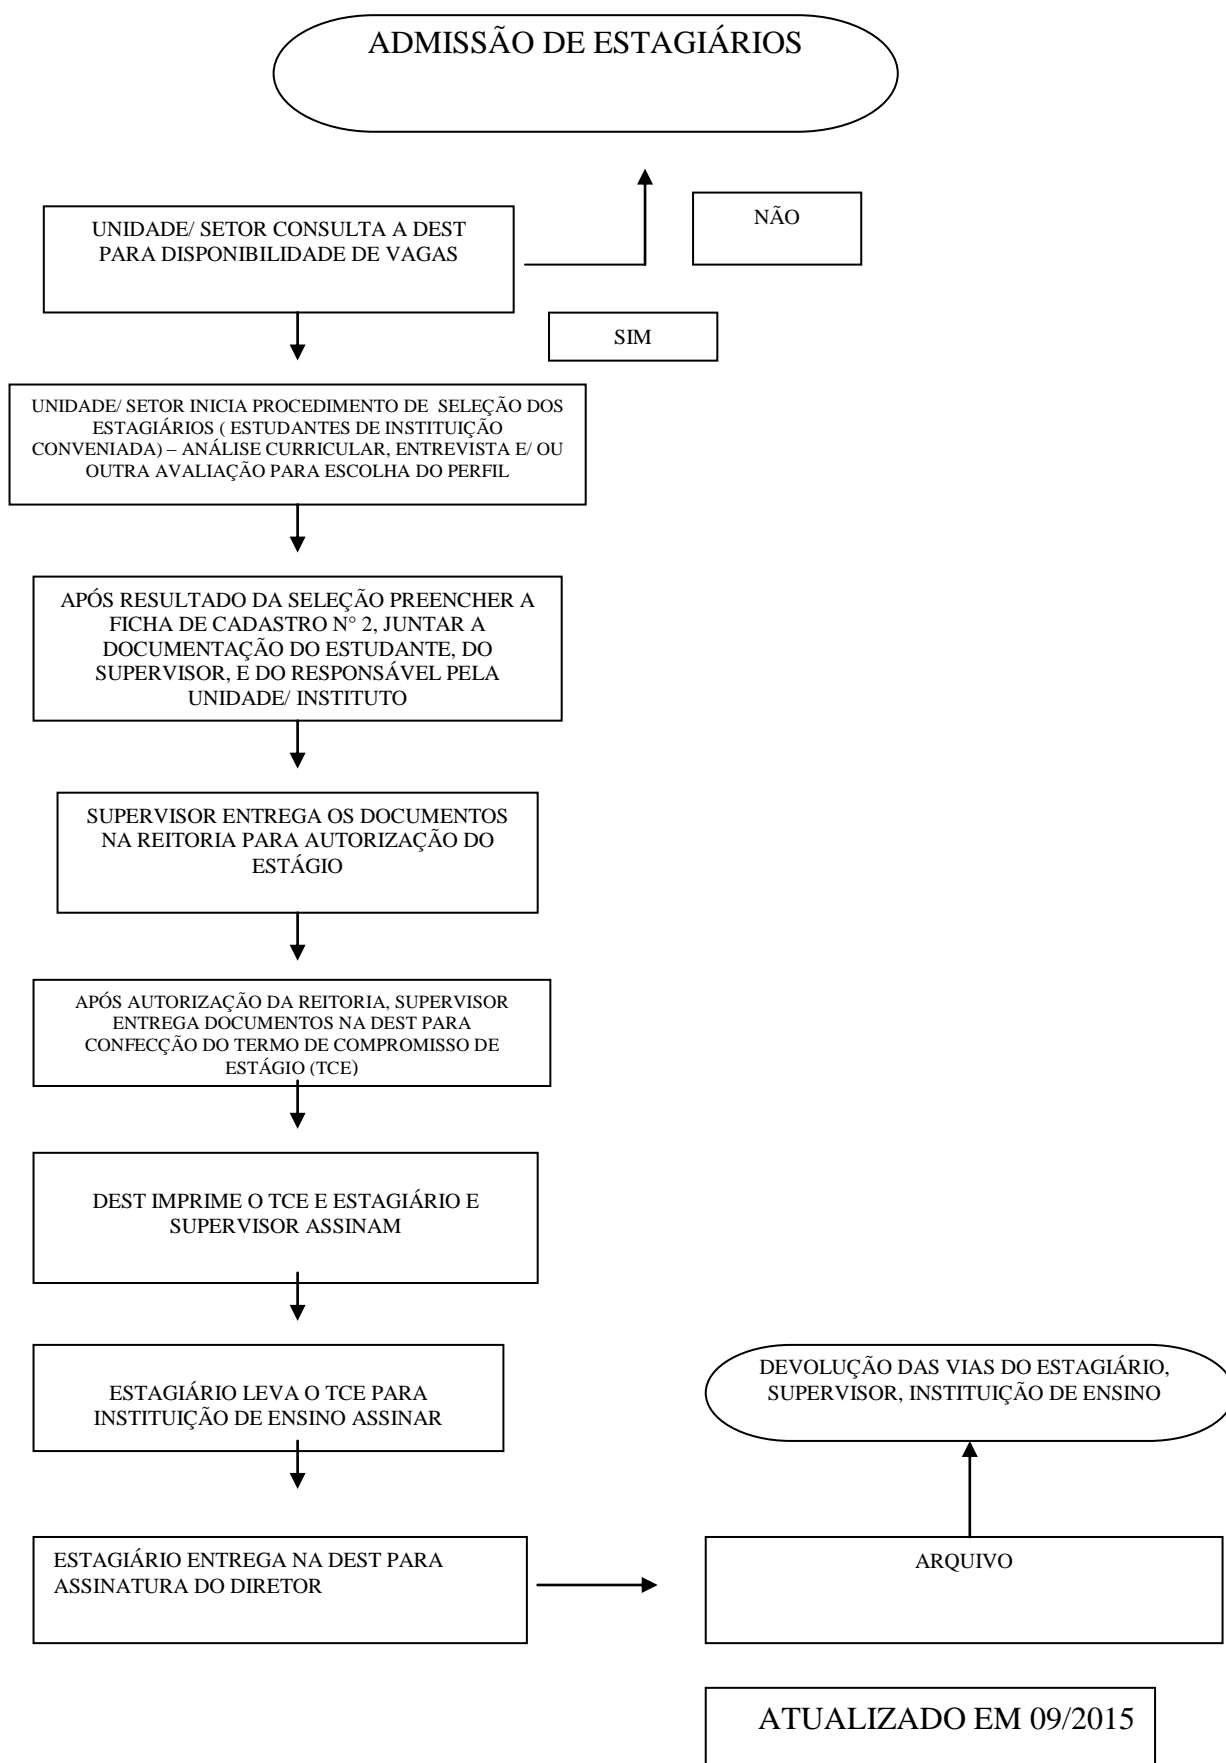 ADMISSÃO DE ESTAGIÁRIOS
UNIDADE/ SETOR CONSULTA A DEST
PARA DISPONIBILIDADE DE VAGAS
NÃO
SIM
UNIDADE/ SETOR INICIA PROCEDIMENTO DE SELEÇÃO DOS
ESTAGIÁRIOS ( ESTUDANTES DE INSTITUIÇÃO
CONVENIADA) – ANÁLISE CURRICULAR, ENTREVISTA E/ OU
OUTRA AVALIAÇÃO PARA ESCOLHA DO PERFIL
APÓS RESULTADO DA SELEÇÃO PREENCHER A
FICHA DE CADASTRO N° 2, JUNTAR A
DOCUMENTAÇÃO DO ESTUDANTE, DO
SUPERVISOR, E DO RESPONSÁVEL PELA
UNIDADE/ INSTITUTO
SUPERVISOR ENTREGA OS DOCUMENTOS
NA REITORIA PARA AUTORIZAÇÃO DO
ESTÁGIO
APÓS AUTORIZAÇÃO DA REITORIA, SUPERVISOR
ENTREGA DOCUMENTOS NA DEST PARA
CONFECÇÃO DO TERMO DE COMPROMISSO DE
ESTÁGIO (TCE)
DEST IMPRIME O TCE E ESTAGIÁRIO E
SUPERVISOR ASSINAM
ESTAGIÁRIO LEVA O TCE PARA
INSTITUIÇÃO DE ENSINO ASSINAR
DEVOLUÇÃO DAS VIAS DO ESTAGIÁRIO,
SUPERVISOR, INSTITUIÇÃO DE ENSINO
ESTAGIÁRIO ENTREGA NA DEST PARA
ASSINATURA DO DIRETOR
ARQUIVO
ATUALIZADO EM 09/2015